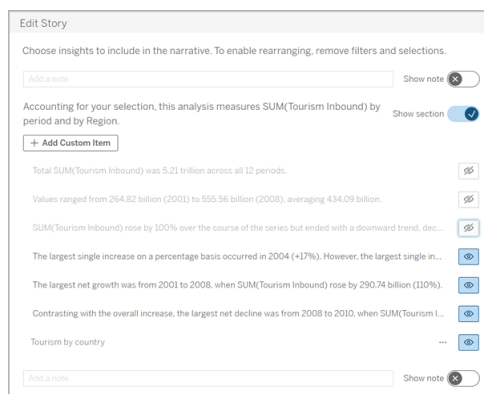 Edit Story
Choose insights to include in the narrative. To enable rearranging, remove filters and selections.
Add a note
Show note
Accounting for your selection, this analysis measures SUM(Tourism Inbound) by
period and by Region.
Show section
+ Add Custom Item
Total SUM(Tourism Inbound) was 5.21 trillion across all 12 periods.
Values ranged from 264.82 billion (2001) to 555.56 billion (2008), averaging 434.09 billion.
SUM(Tourism Inbound) rose by 100% over the course of the series but ended with a downward trend, dec...
The largest single increase on a percentage basis occurred in 2004 (+17%). However, the largest single in...
The largest net growth was from 2001 to 2008, when SUM(Tourism Inbound) rose by 290.74 billion (110%).
Contrasting with the overall increase, the largest net decline was from 2008 to 2010, when SUM(Tourism I...
Tourism by country ...
Add a note
Show note